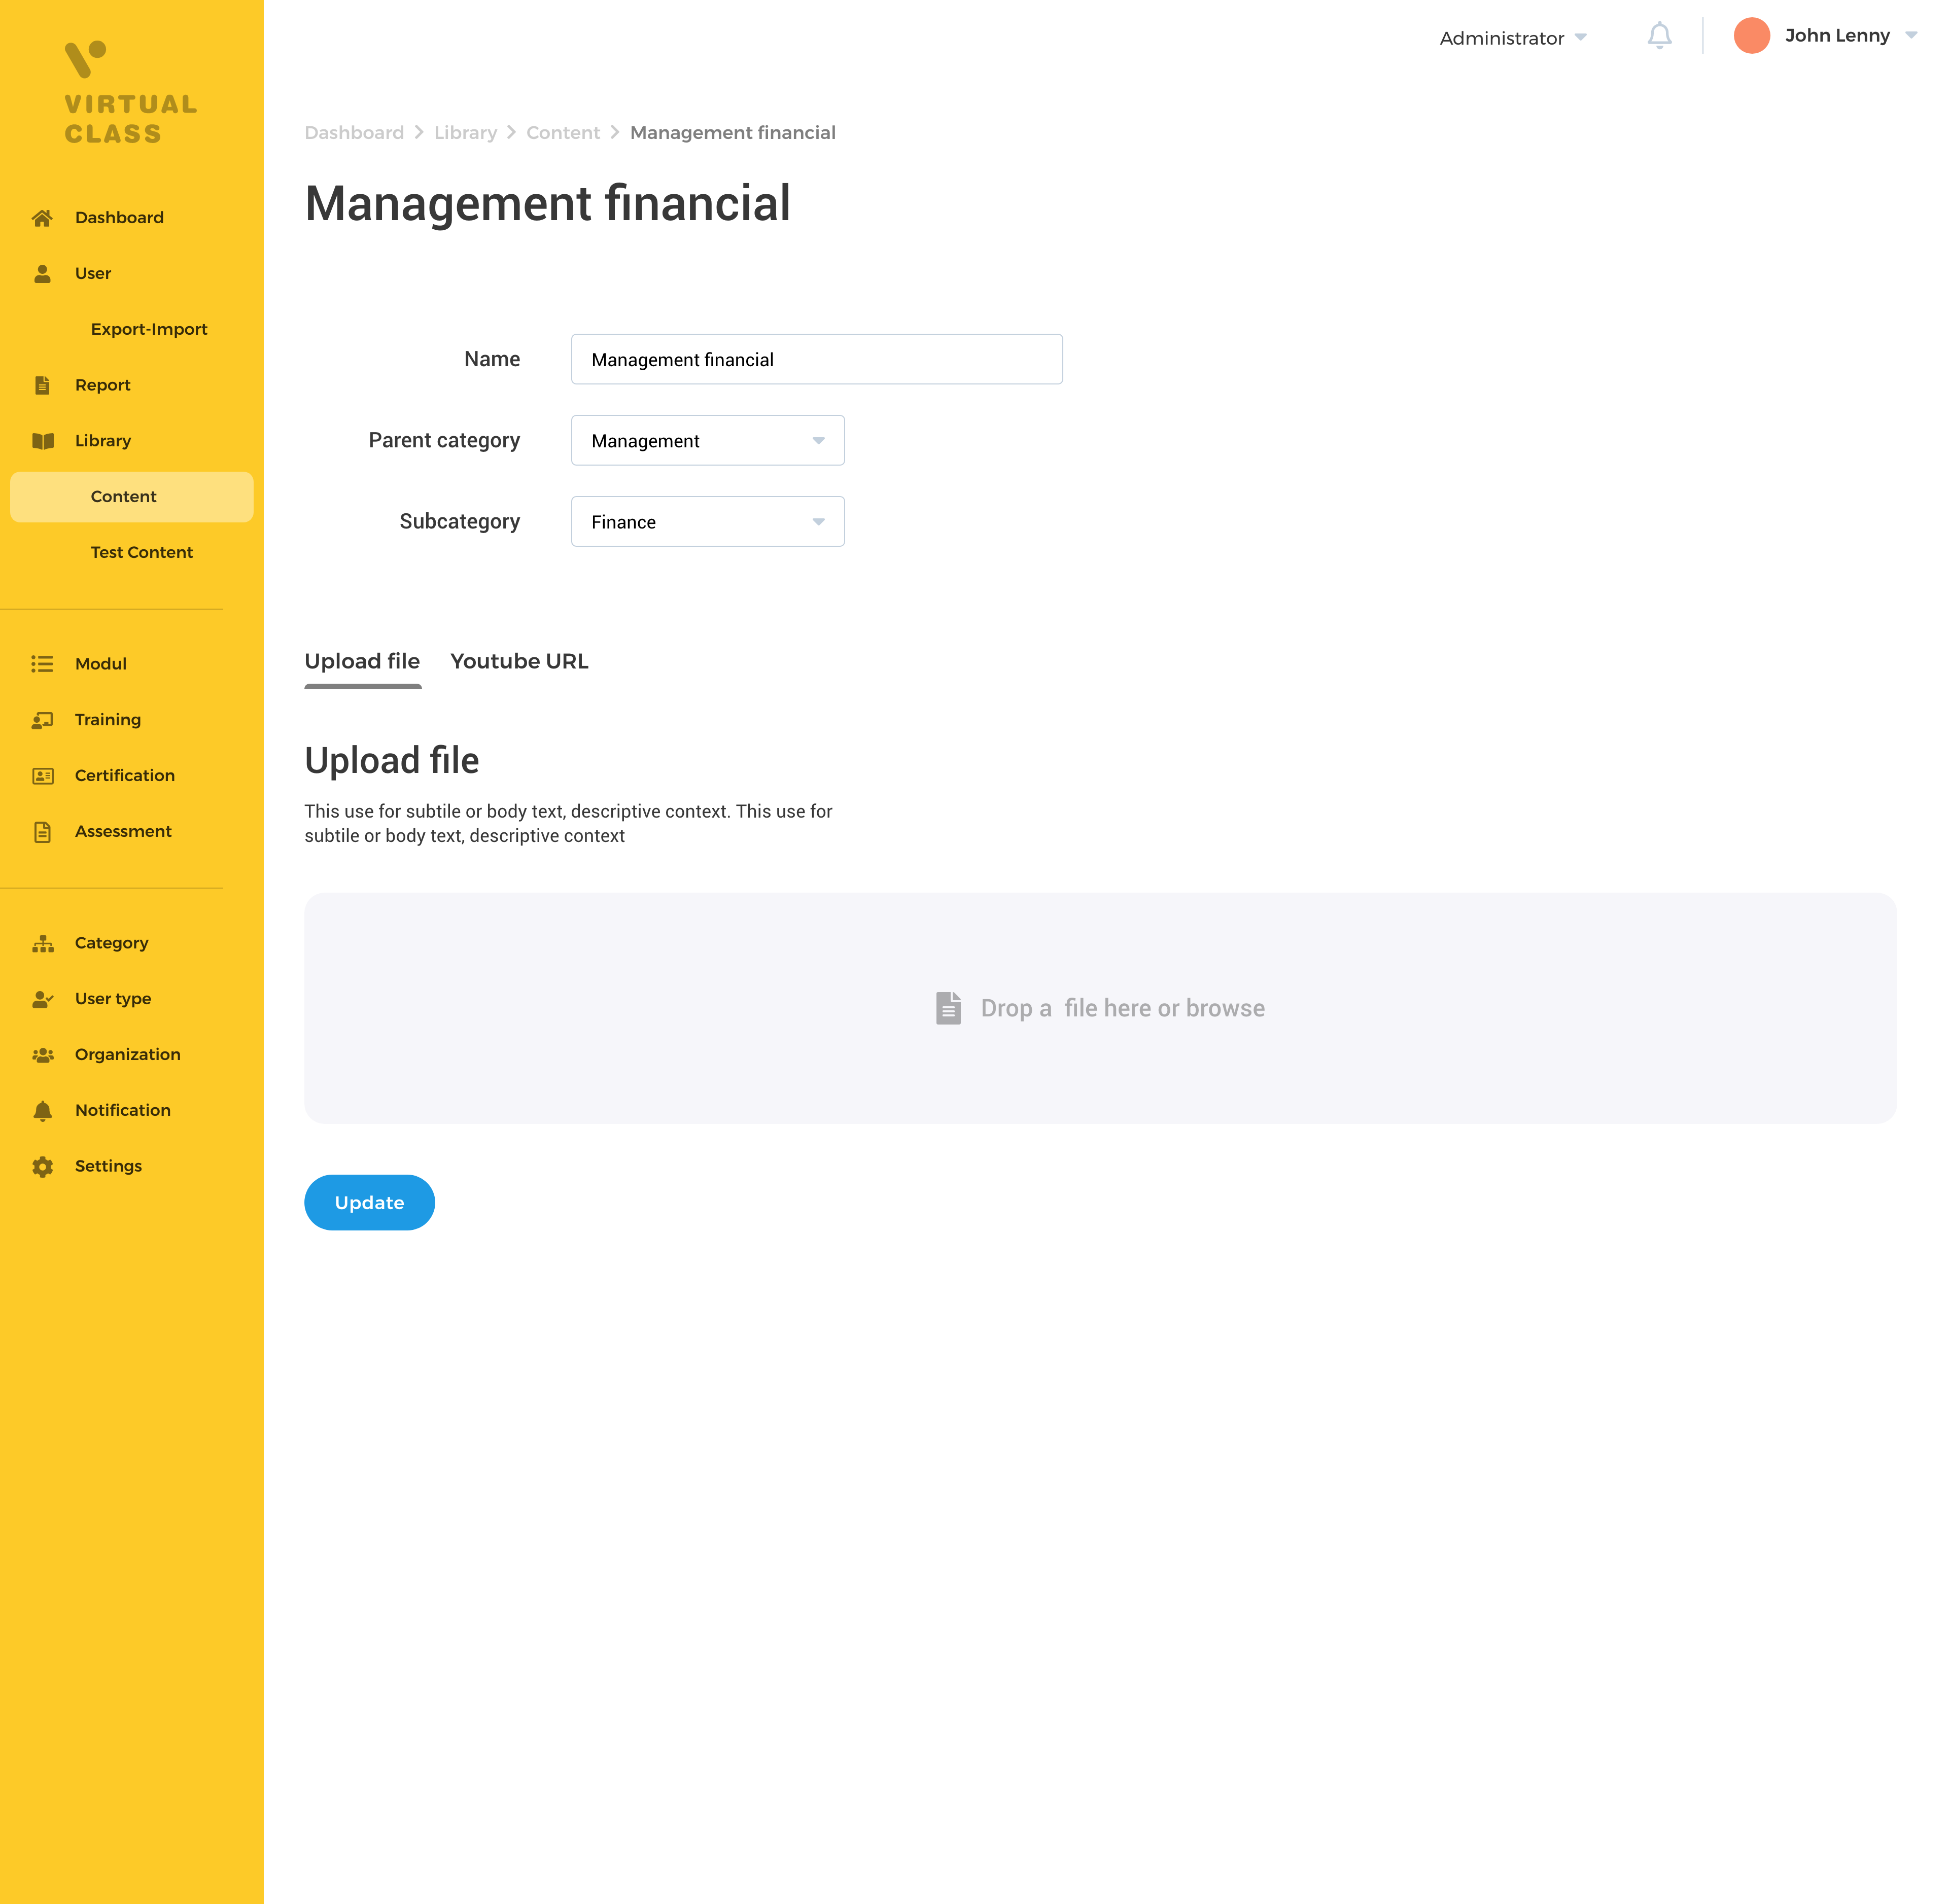 VIRTUAL
CLASS
Dashboard
User
Export-Import
Report
Library
Content
Test Content
Modul
Training
Certification
Assessment
Category
User type
Organization
Notification
Settings
Administrator
John Lenny
Dashboard > Library > Content > Management financial
Management financial
Name
Management financial
Parent category
Management
Subcategory
Finance
Upload file
Youtube URL
Upload file
This use for subtile or body text, descriptive context. This use for
subtile or body text, descriptive context
Drop a  file here or browse
Update